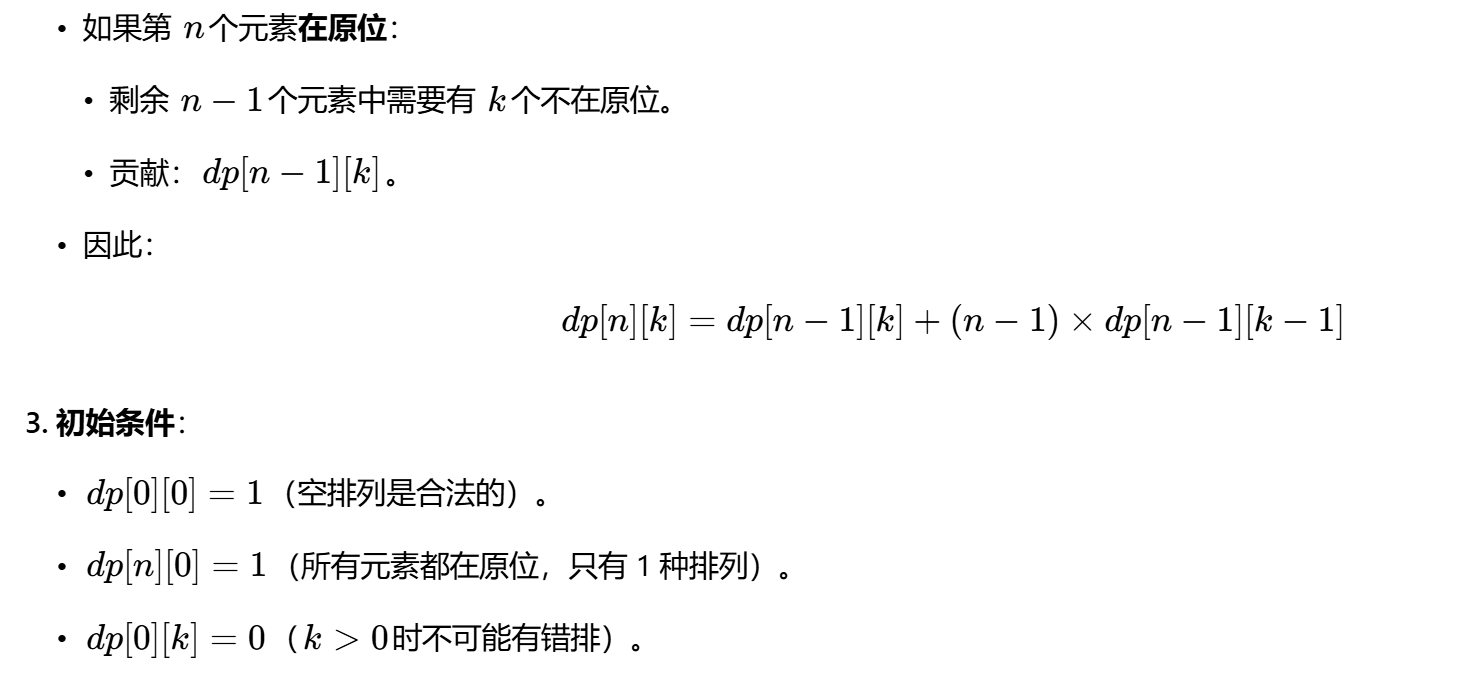 • 如果第 n个元素在原位：
• 剩余 n − 1个元素中需要有 k个不在原位。
• 贡献：dp[n − 1][k]。
• 因此：
dp[n][k] = dp[n − 1][k] + (n − 1) × dp[n − 1][k − 1]
3. 初始条件：
• dp[0][0] = 1（空排列是合法的）。
• dp[n][0] = 1（所有元素都在原位，只有 1 种排列）。
• dp[0][k] = 0（k > 0时不可能有错排）。